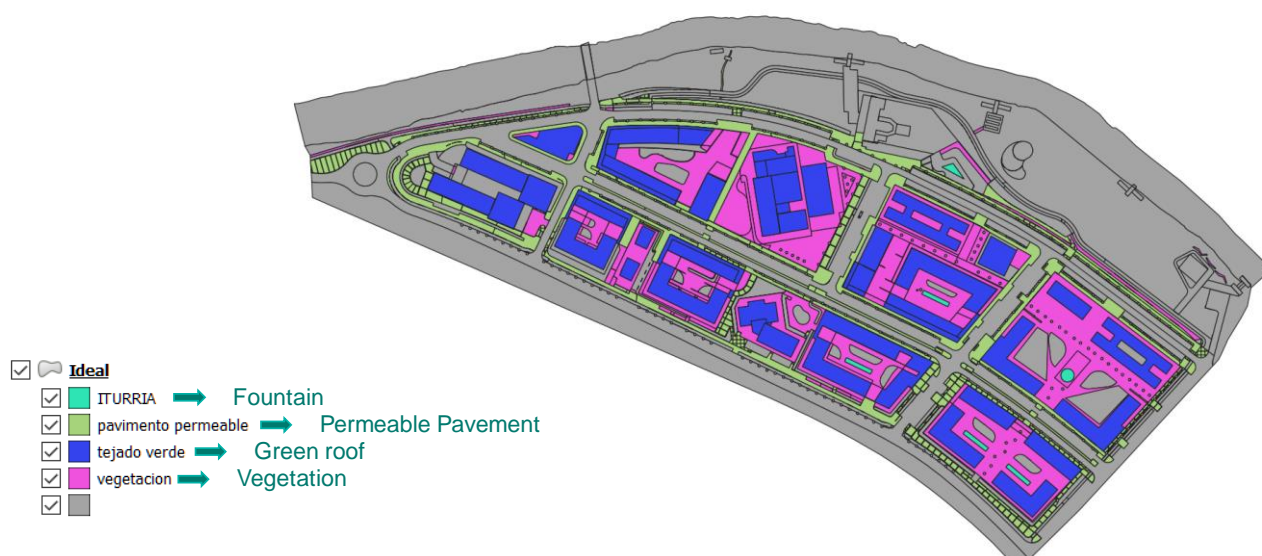 Ideal
ITURRIA Fountain
pavimento permeable Permeable Pavement
tejado verde Green roof
vegetacion Vegetation